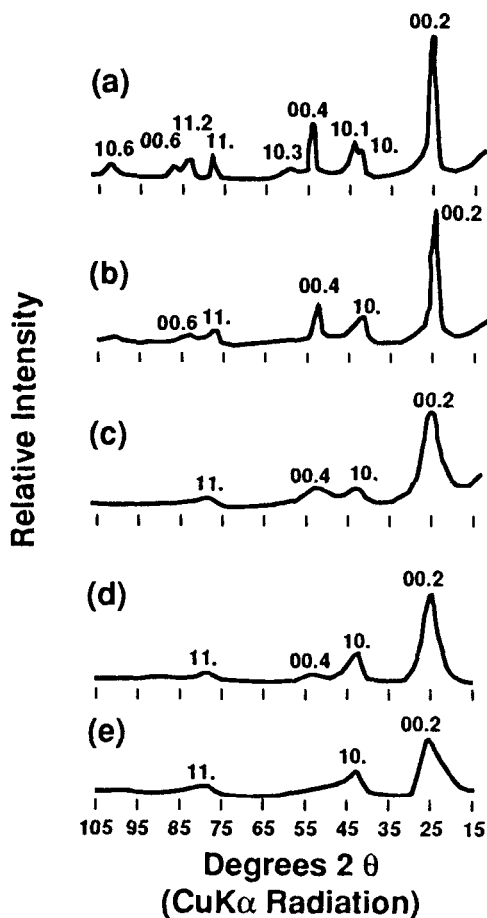 00.2
(a)
11.2
00.6
10.6
11.
10.3
00.4
10.1
10.
00.2
(b)
00.4
00.6
11.
10.
00.2
(c)
11.
00.4
10.
00.2
(d)
11.
00.4
10.
00.2
(e)
11.
10.
105 95 85 75 65 55 45 35 25 15
Degrees 2 θ
(CuKα Radiation)
Relative Intensity